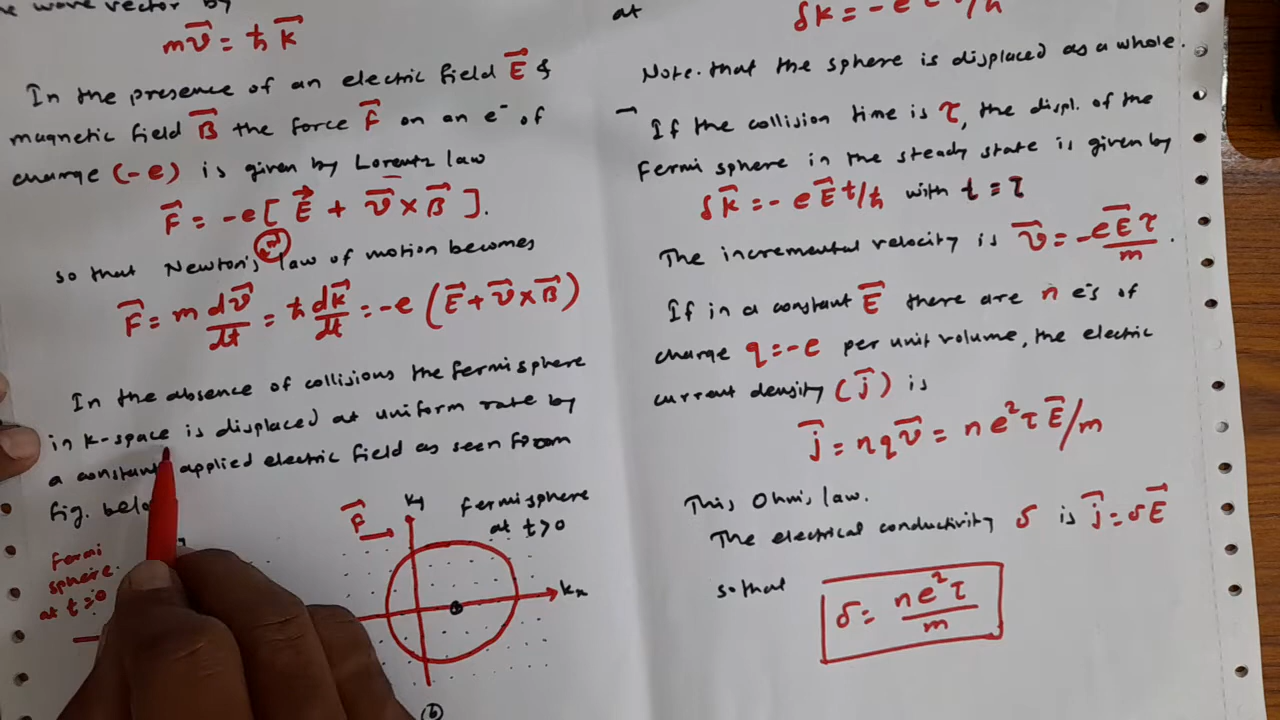 wave vector by
m v⃗ = ħ k⃗
In the presence of an electric field E⃗ &
magnetic field B⃗ the force F⃗ on an e⁻ of
charge (-e) is given by Lorentz law
F⃗ = -e[ E⃗ + v⃗ × B⃗ ].
so that Newton's 2nd law of motion becomes
F⃗ = m dv⃗/dt = ħ dk⃗/dt = -e (E⃗ + v⃗ × B⃗)
In the absence of collisions the fermisphere
in k-space is displaced at uniform rate by
a constant applied electric field as seen from
fig.
Fermi
sphere
at t=0
F⃗
fermisphere
at t>0
kx
(b)
at
δk = -e
Note that the sphere is displaced as a whole.
- If the collision time is τ, the displ. of the
Fermi sphere in the steady state is given by
δk⃗ = - e E⃗ t/ħ with t = τ
The incremental velocity is v⃗ = -eE⃗τ/m.
If in a constant E⃗ there are n e's of
charge q = -e per unit volume, the electric
current density (j⃗) is
j⃗ = nqv⃗ = ne²τE⃗/m
This, Ohm's law.
The electrical conductivity σ is j⃗ = σE⃗
so that
σ = ne²τ/m